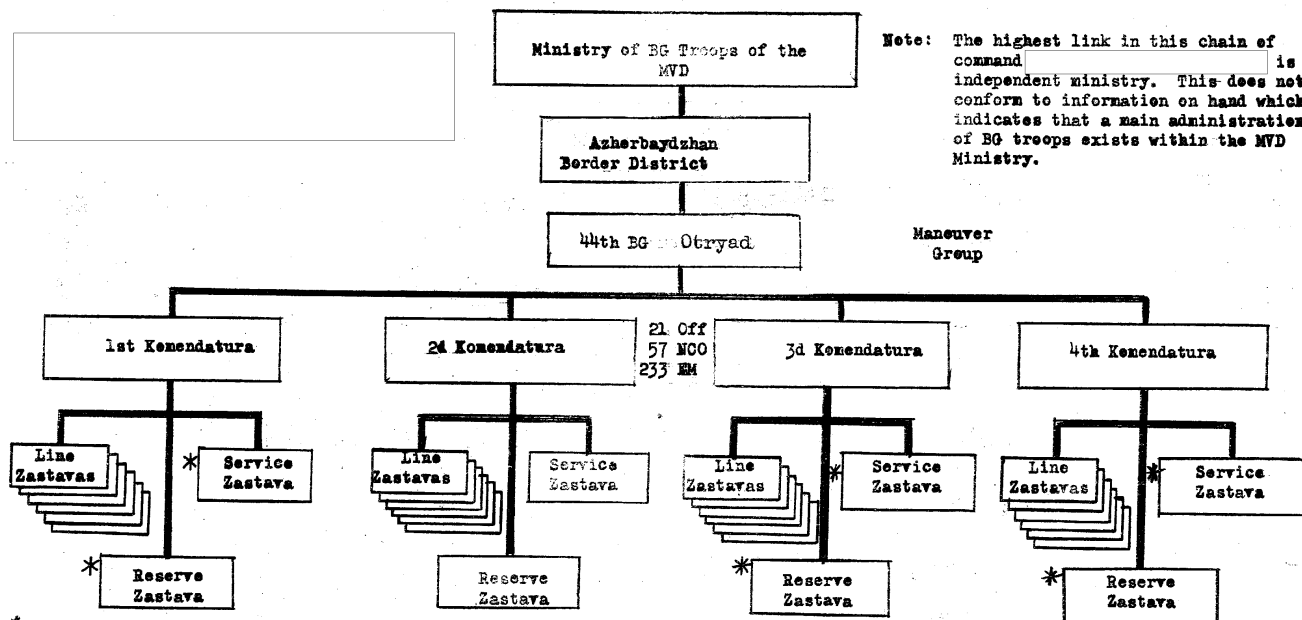 Ministry of BG Troops of the
MVD
Note: The highest link in this chain of
command is
independent ministry. This does not
conform to information on hand which
indicates that a main administration
of BG troops exists within the MVD
Ministry.
Azherbaydzhan
Border District
44th BG Otryad
Maneuver
Group
1st Komendatura
2d Komendatura
21 Off
57 NCO
233 EM
3d Komendatura
4th Komendatura
Line
Zastavas
* Service
Zastava
Line
Zastavas
Service
Zastava
Line
Zastavas
* Service
Zastava
Line
Zastavas
* Service
Zastava
* Reserve
Zastava
Reserve
Zastava
* Reserve
Zastava
* Reserve
Zastava